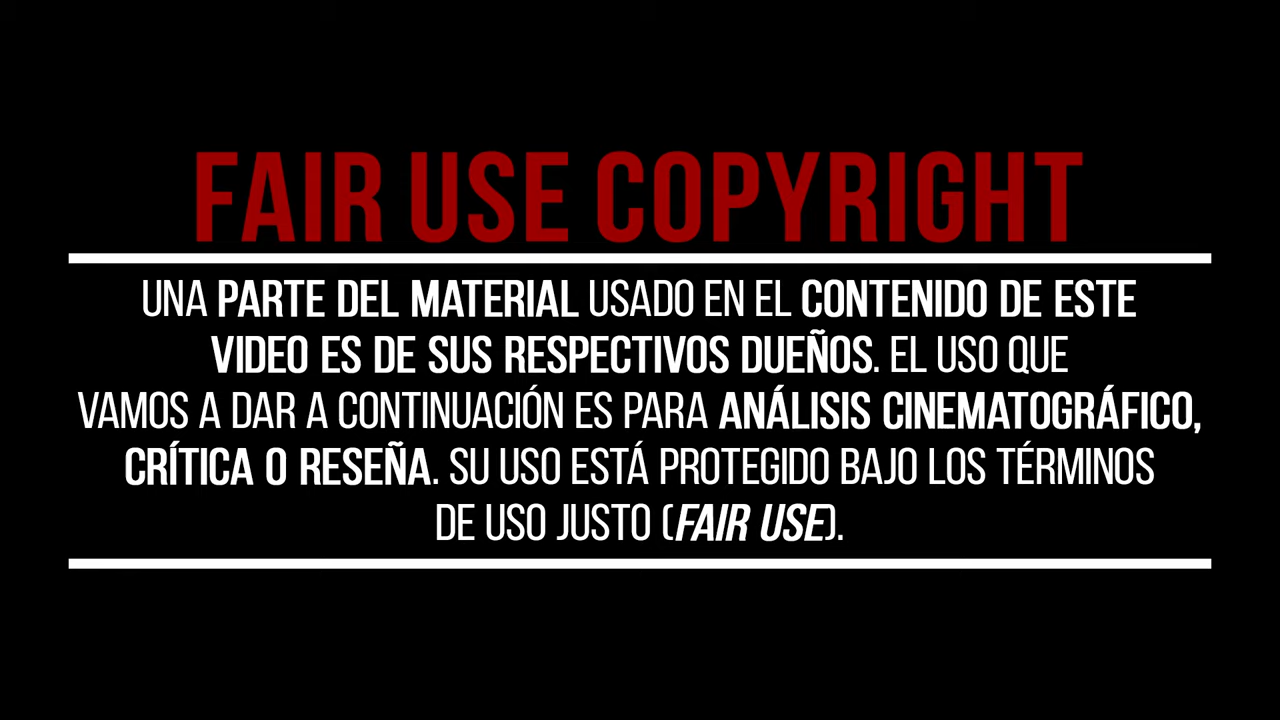 FAIR USE COPYRIGHT
UNA PARTE DEL MATERIAL USADO EN EL CONTENIDO DE ESTE
VIDEO ES DE SUS RESPECTIVOS DUEÑOS. EL USO QUE
VAMOS A DAR A CONTINUACIÓN ES PARA ANÁLISIS CINEMATOGRÁFICO,
CRÍTICA O RESEÑA. SU USO ESTÁ PROTEGIDO BAJO LOS TÉRMINOS
DE USO JUSTO (FAIR USE).